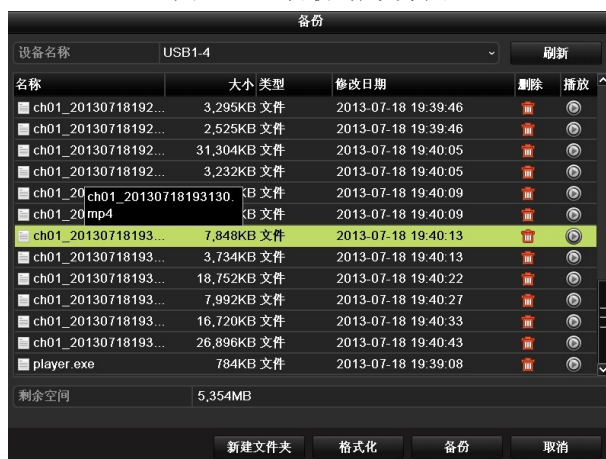 备份
设备名称 USB1-4 刷新
名称 大小 类型 修改日期 删除 播放
ch01_20130718192... 3,295KB 文件 2013-07-18 19:39:46
ch01_20130718192... 2,525KB 文件 2013-07-18 19:39:46
ch01_20130718192... 31,304KB 文件 2013-07-18 19:40:05
ch01_20130718192... 3,232KB 文件 2013-07-18 19:40:05
ch01_20 KB 文件 2013-07-18 19:40:09
ch01_20130718193130.
mp4
ch01_20 KB 文件 2013-07-18 19:40:09
ch01_20130718193... 7,848KB 文件 2013-07-18 19:40:13
ch01_20130718193... 3,734KB 文件 2013-07-18 19:40:13
ch01_20130718193... 18,752KB 文件 2013-07-18 19:40:22
ch01_20130718193... 7,992KB 文件 2013-07-18 19:40:27
ch01_20130718193... 16,720KB 文件 2013-07-18 19:40:33
ch01_20130718193... 26,896KB 文件 2013-07-18 19:40:43
player.exe 784KB 文件 2013-07-18 19:39:08
剩余空间 5,354MB
新建文件夹 格式化 备份 取消